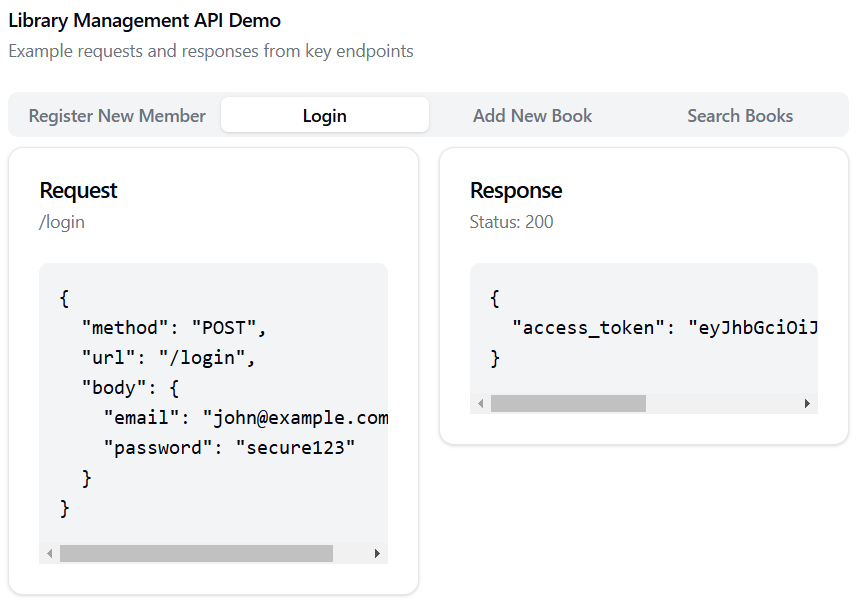 Library Management API Demo
Example requests and responses from key endpoints
Register New Member
Login
Add New Book
Search Books
Request
/login
{
  "method": "POST",
  "url": "/login",
  "body": {
    "email": "john@example.com
    "password": "secure123"
  }
}
Response
Status: 200
{
  "access_token": "eyJhbGciOiJ
}